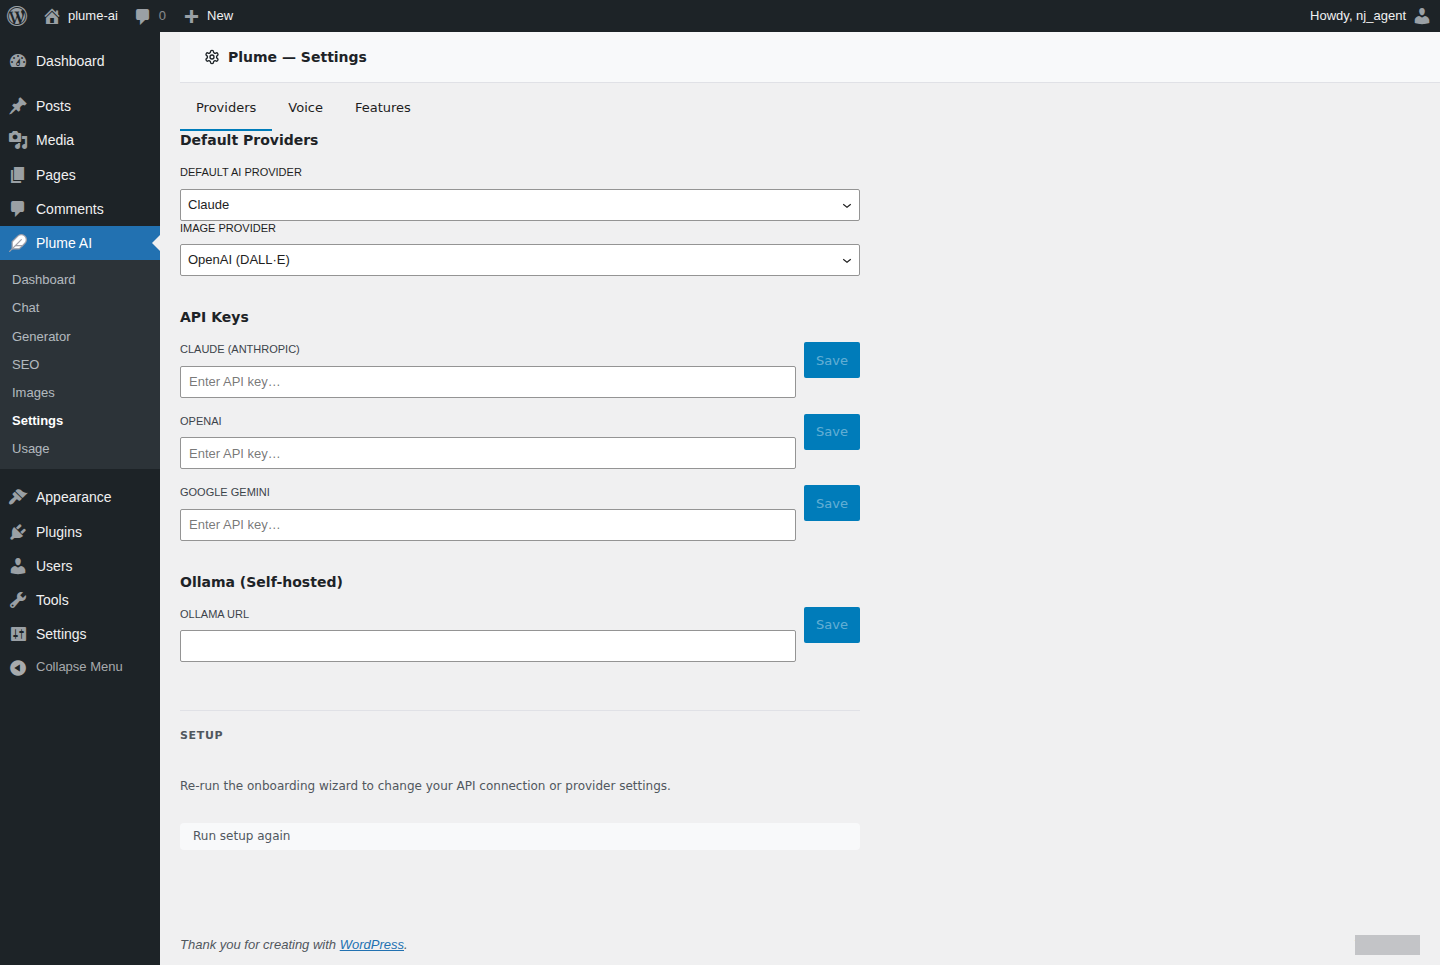 plume-ai
0
New
Howdy, nj_agent
Dashboard
Posts
Media
Pages
Comments
Plume AI
Dashboard
Chat
Generator
SEO
Images
Settings
Usage
Appearance
Plugins
Users
Tools
Settings
Collapse Menu
Plume — Settings
Providers Voice Features
Default Providers
DEFAULT AI PROVIDER
Claude
IMAGE PROVIDER
OpenAI (DALL·E)
API Keys
CLAUDE (ANTHROPIC)
Enter API key…
Save
OPENAI
Enter API key…
Save
GOOGLE GEMINI
Enter API key…
Save
Ollama (Self-hosted)
OLLAMA URL
Save
SETUP
Re-run the onboarding wizard to change your API connection or provider settings.
Run setup again
Thank you for creating with WordPress.